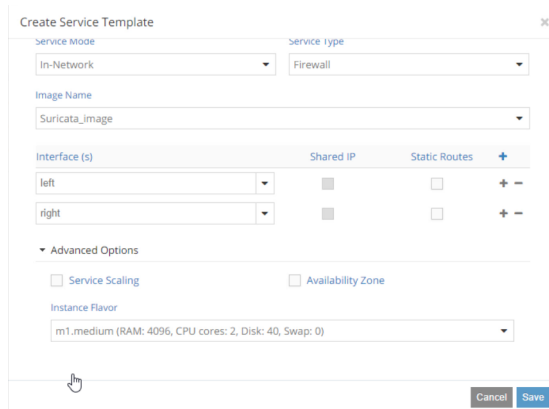 Create Service Template
Service Mode Service Type
In-Network Firewall
Image Name
Suricata_image
Interface (s) Shared IP Static Routes
left
right
Advanced Options
Service Scaling Availability Zone
Instance Flavor
m1.medium (RAM: 4096, CPU cores: 2, Disk: 40, Swap: 0)
Cancel Save